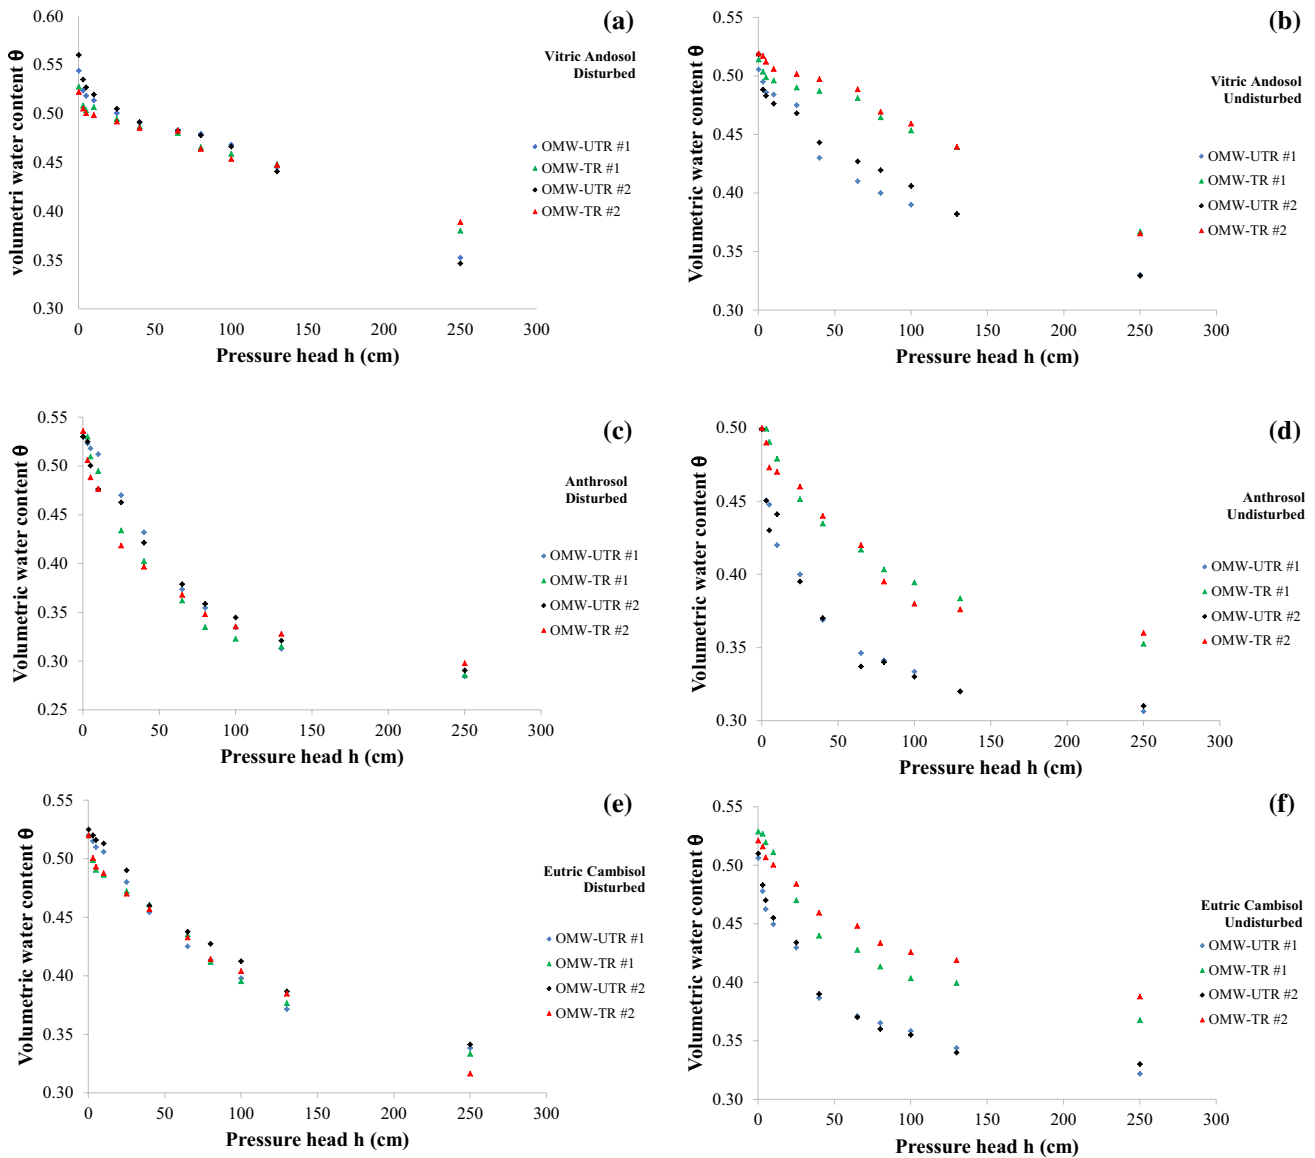 (a)
volumetri water content θ
0.60
0.55
0.50
0.45
0.40
0.35
0.30
Vitric Andosol
Disturbed
OMW-UTR #1
OMW-TR #1
OMW-UTR #2
OMW-TR #2
0 50 100 150 200 250 300
Pressure head h (cm)
(b)
Volumetric water content θ
0.50
0.45
0.40
0.35
0.30
Vitric Andosol
Undisturbed
OMW-UTR #1
OMW-TR #1
OMW-UTR #2
OMW-TR #2
0 50 100 150 200 250 300
Pressure head h (cm)
(c)
Volumetric water content θ
0.55
0.50
0.45
0.40
0.35
0.30
0.25
Anthrosol
Disturbed
OMW-UTR #1
OMW-TR #1
OMW-UTR #2
OMW-TR #2
0 50 100 150 200 250 300
Pressure head h (cm)
(d)
Volumetric water content θ
0.50
0.45
0.40
0.35
0.30
Anthrosol
Undisturbed
OMW-UTR #1
OMW-TR #1
OMW-UTR #2
OMW-TR #2
0 50 100 150 200 250 300
Pressure head h (cm)
(e)
Volumetric water content θ
0.55
0.50
0.45
0.40
0.35
0.30
Eutric Cambisol
Disturbed
OMW-UTR #1
OMW-TR #1
OMW-UTR #2
OMW-TR #2
0 50 100 150 200 250 300
Pressure head h (cm)
(f)
Volumetric water content θ
0.55
0.50
0.45
0.40
0.35
0.30
Eutric Cambisol
Undisturbed
OMW-UTR #1
OMW-TR #1
OMW-UTR #2
OMW-TR #2
0 50 100 150 200 250 300
Pressure head h (cm)